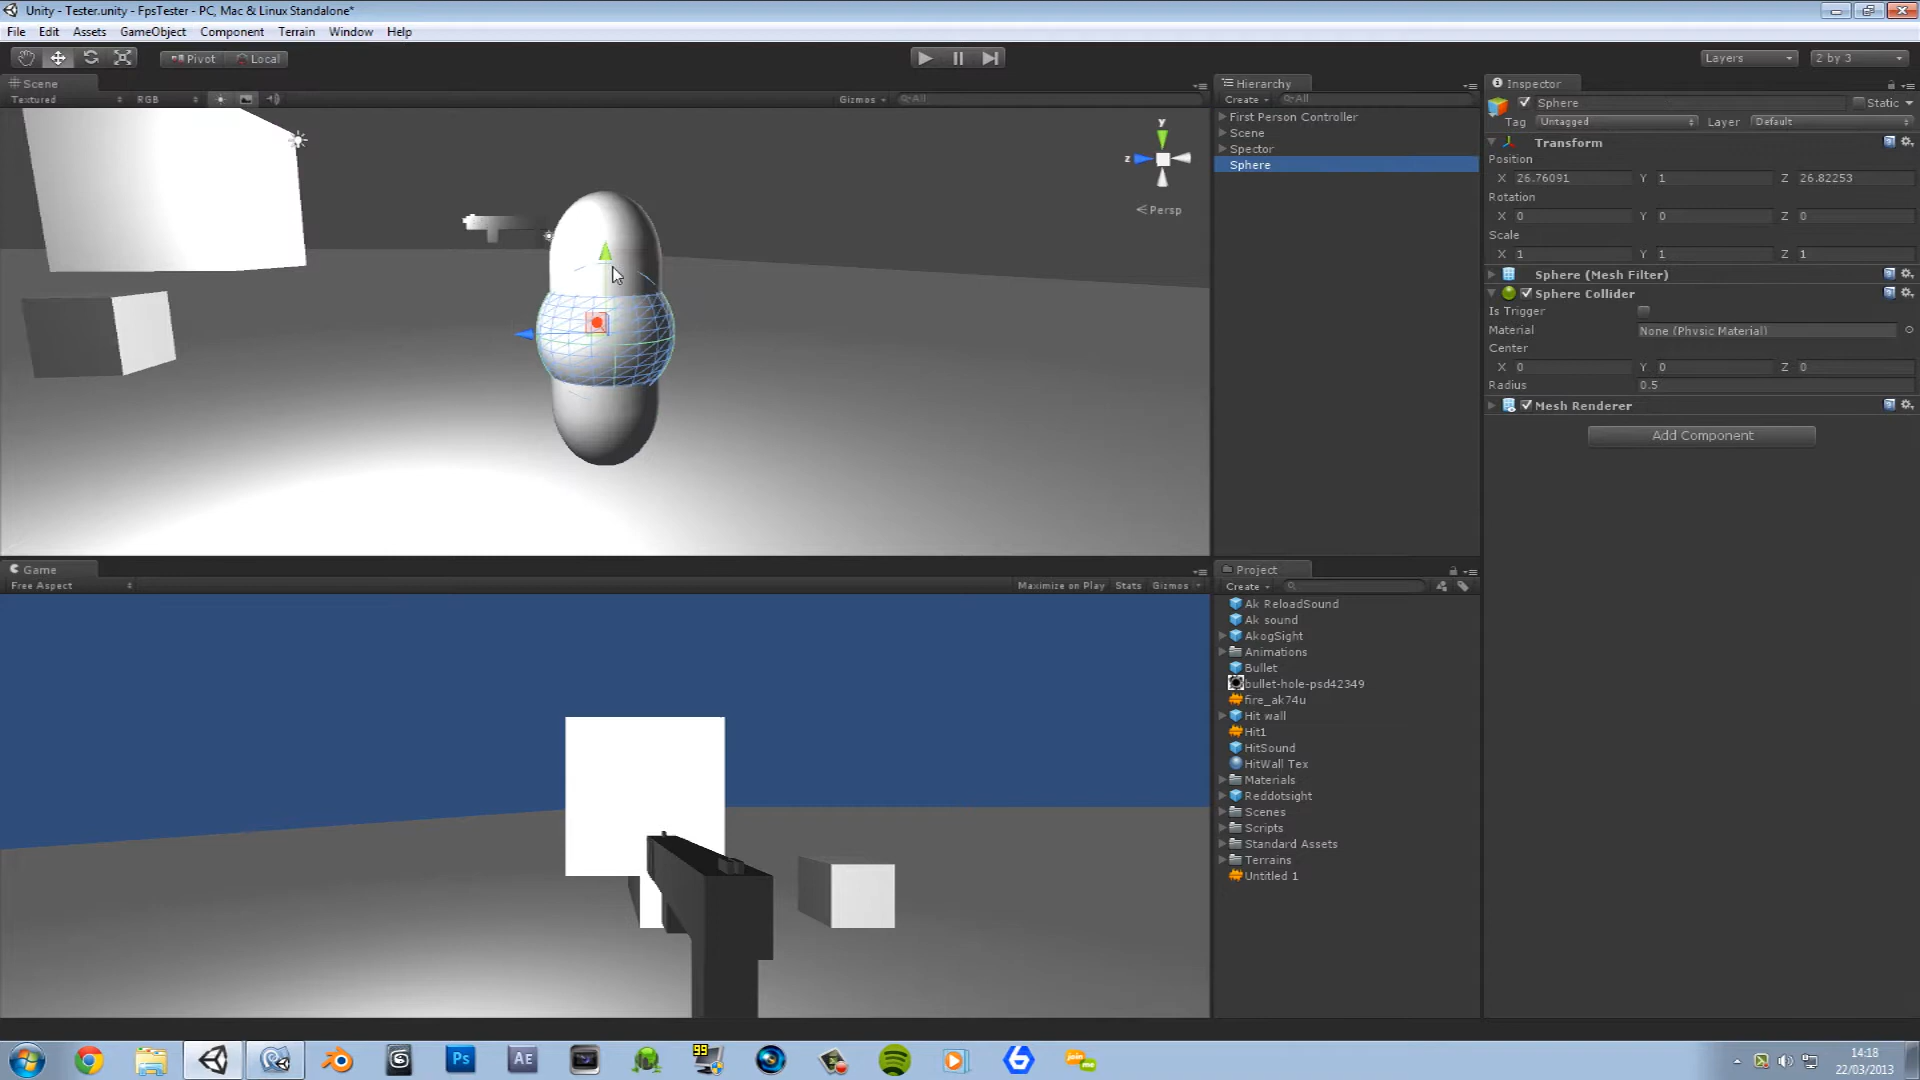 Unity - Tester.unity - FpsTester - PC, Mac & Linux Standalone*
File Edit Assets GameObject Component Terrain Window Help
Pivot Local
Layers
2 by 3
Scene
Textured RGB Gizmos All
y
z
Persp
Hierarchy
Create All
First Person Controller
Scene
Spector
Sphere
Inspector
Sphere Static
Tag Untagged Layer Default
Transform
Position
X 26.76091 Y 1 Z 26.82253
Rotation
X 0 Y 0 Z 0
Scale
X 1 Y 1 Z 1
Sphere (Mesh Filter)
Sphere Collider
Is Trigger
Material None (Physic Material)
Center
X 0 Y 0 Z 0
Radius 0.5
Mesh Renderer
Add Component
Game
Free Aspect Maximize on Play Stats Gizmos
Project
Create
Ak ReloadSound
Ak sound
AkogSight
Animations
Bullet
bullet-hole-psd42349
fire_ak74u
Hit wall
Hit1
HitSound
HitWall Tex
Materials
Reddotsight
Scenes
Scripts
Standard Assets
Terrains
Untitled 1
Ps
AE
99
6
join me
14:18
22/03/2013